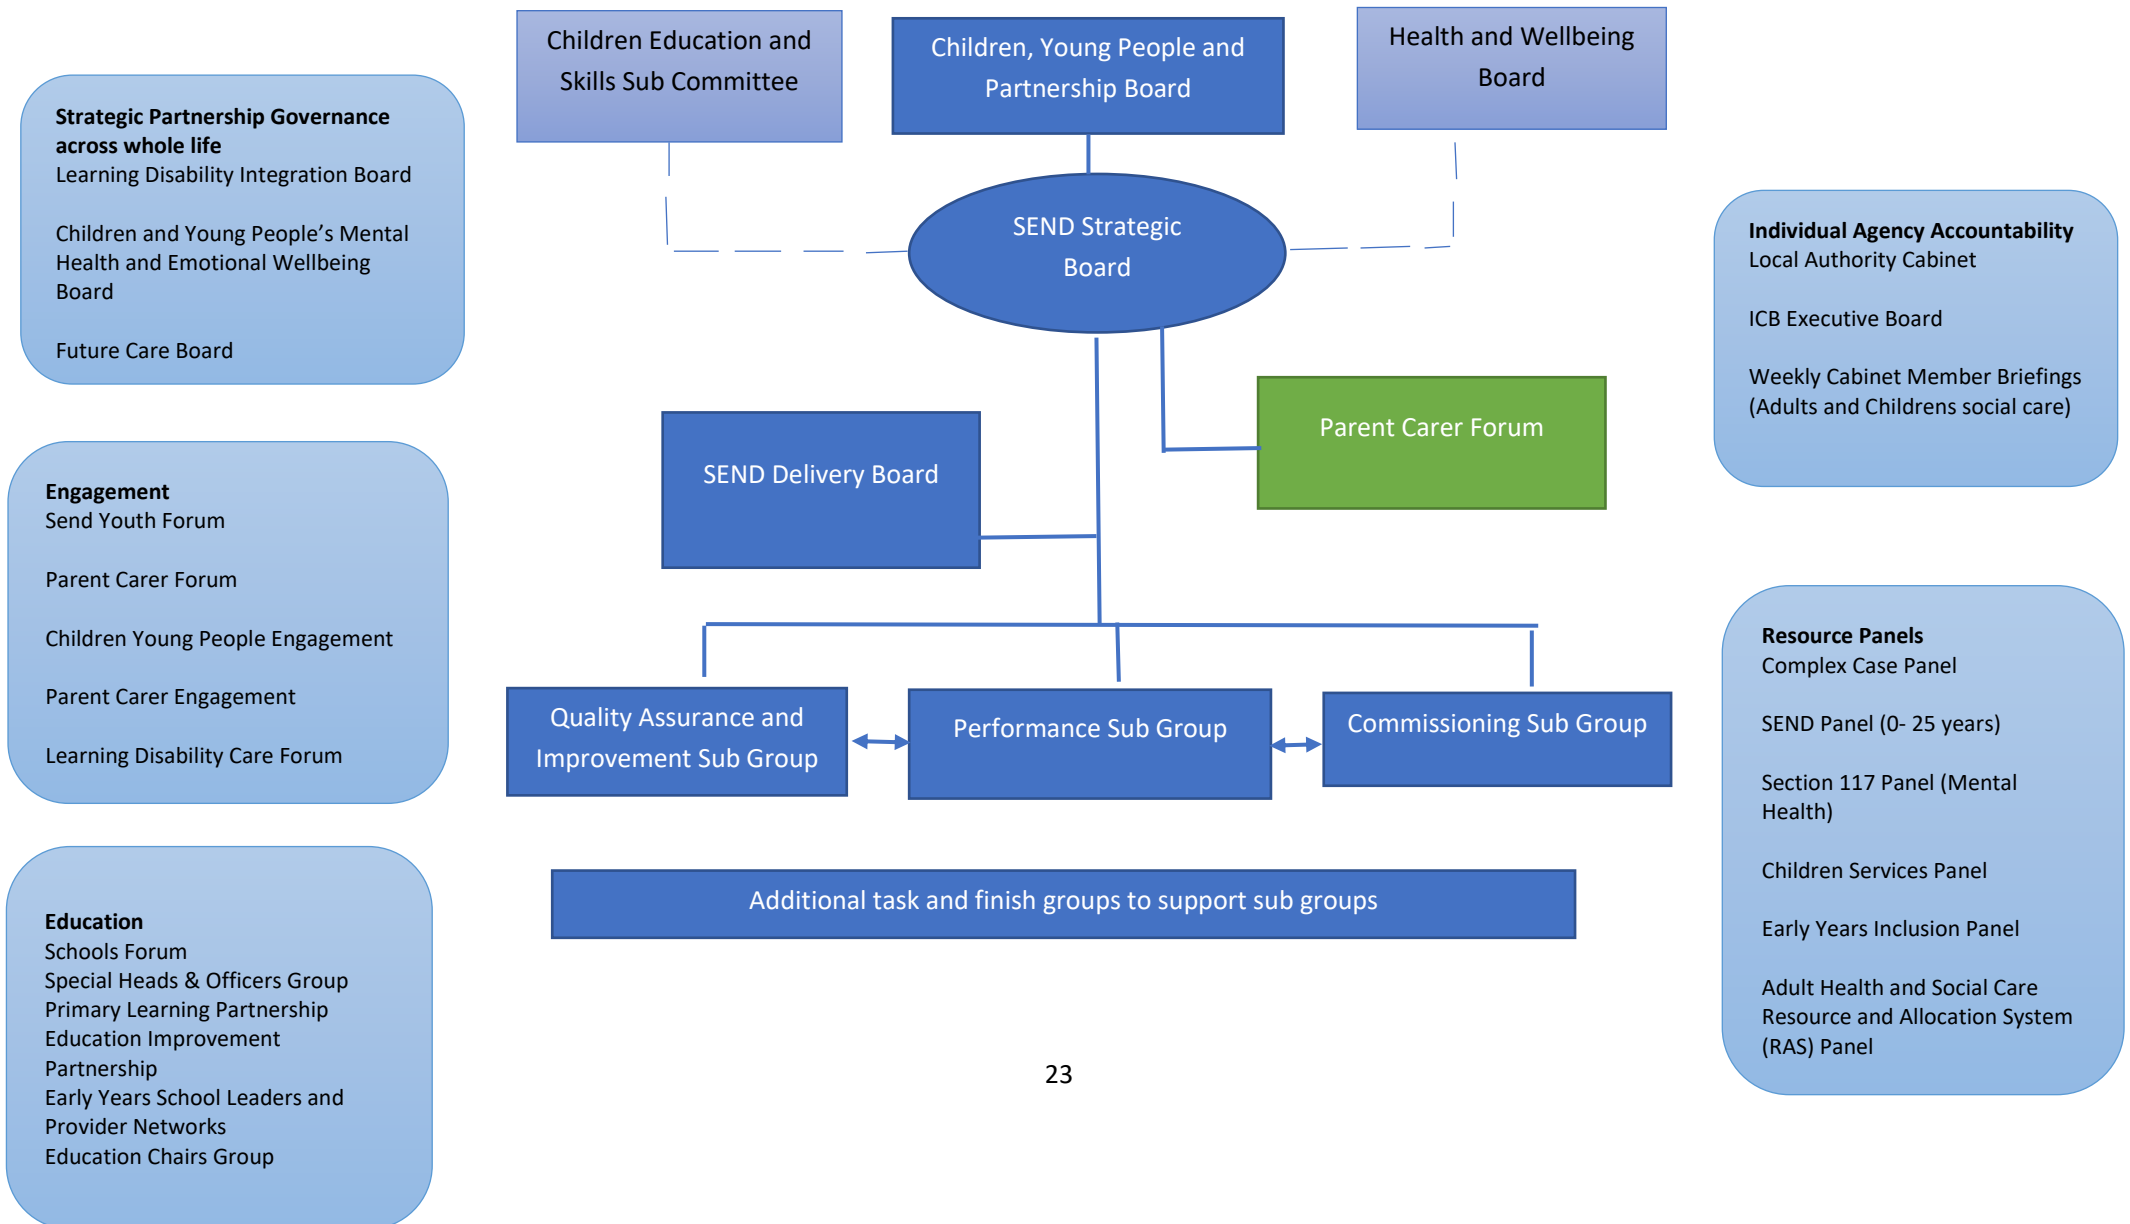 Children Education and
Skills Sub Committee
Children, Young People and
Partnership Board
Health and Wellbeing
Board
Strategic Partnership Governance
across whole life
Learning Disability Integration Board
Children and Young People’s Mental
Health and Emotional Wellbeing
Board
Future Care Board
SEND Strategic
Board
Individual Agency Accountability
Local Authority Cabinet
ICB Executive Board
Weekly Cabinet Member Briefings
(Adults and Childrens social care)
SEND Delivery Board
Parent Carer Forum
Engagement
Send Youth Forum
Parent Carer Forum
Children Young People Engagement
Parent Carer Engagement
Learning Disability Care Forum
Quality Assurance and
Improvement Sub Group
Performance Sub Group
Commissioning Sub Group
Resource Panels
Complex Case Panel
SEND Panel (0- 25 years)
Section 117 Panel (Mental
Health)
Children Services Panel
Early Years Inclusion Panel
Adult Health and Social Care
Resource and Allocation System
(RAS) Panel
Additional task and finish groups to support sub groups
Education
Schools Forum
Special Heads & Officers Group
Primary Learning Partnership
Education Improvement
Partnership
Early Years School Leaders and
Provider Networks
Education Chairs Group
23